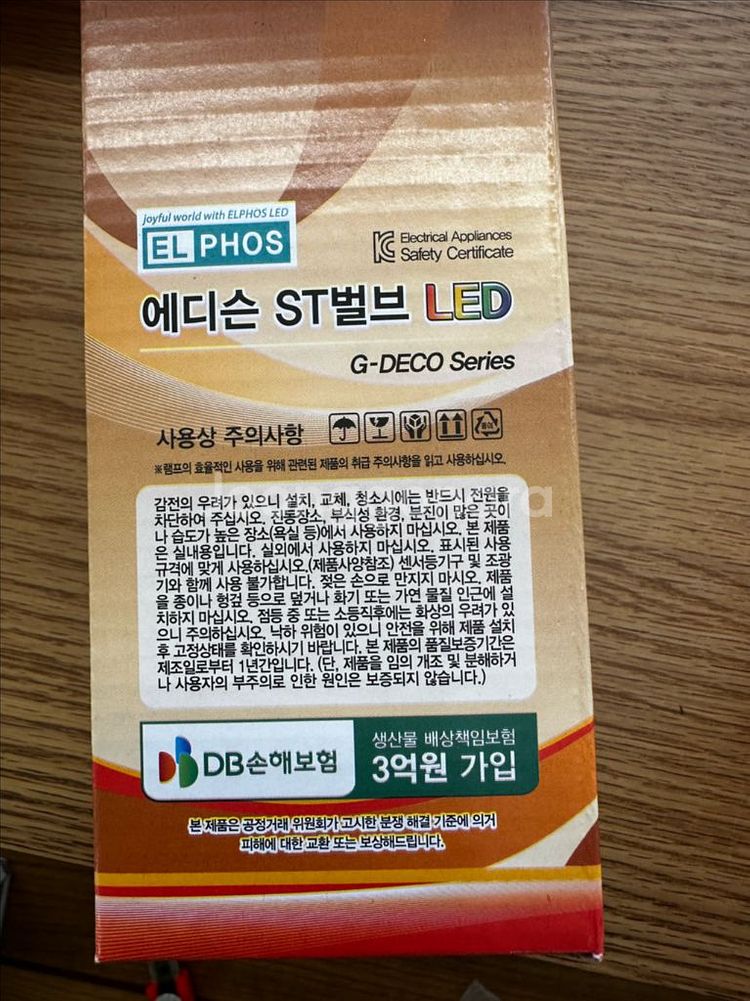 joyful world with ELPHOS LED
EL PHOS
Electrical Appliances
Safety Certificate
에디슨 ST벌브 LED
G-DECO Series
사용상 주의사항
※램프의 효율적인 사용을 위해 관련된 제품의 취급 주의사항을 읽고 사용하십시오.
감전의 우려가 있으니 설치, 교체, 청소시에는 반드시 전원을
차단하여 주십시오. 진동장소, 부식성 환경, 분진이 많은 곳이
나 습도가 높은 장소(욕실 등)에서 사용하지 마십시오. 본 제품
은 실내용입니다. 실외에서 사용하지 마십시오. 표시된 사용
규격에 맞게 사용하십시오.(제품사양참조) 센서등기구 및 조광
기와 함께 사용 불가합니다. 젖은 손으로 만지지 마시오. 제품
을 종이나 헝겊 등으로 덮거나 화기 또는 가연 물질 인근에 설
치하지 마십시오. 점등 중 또는 소등직후에는 화상의 우려가 있
으니 주의하십시오. 낙하 위험이 있으니 안전을 위해 제품 설치
후 고정상태를 확인하시기 바랍니다. 본 제품의 품질보증기간은
제조일로부터 1년간입니다. (단, 제품을 임의 개조 및 분해하거
나 사용자의 부주의로 인한 원인은 보증되지 않습니다.)
DB손해보험
생산물 배상책임보험
3억원 가입
본 제품은 공정거래 위원회가 고시한 분쟁 해결 기준에 의거
피해에 대한 교환 또는 보상해드립니다.